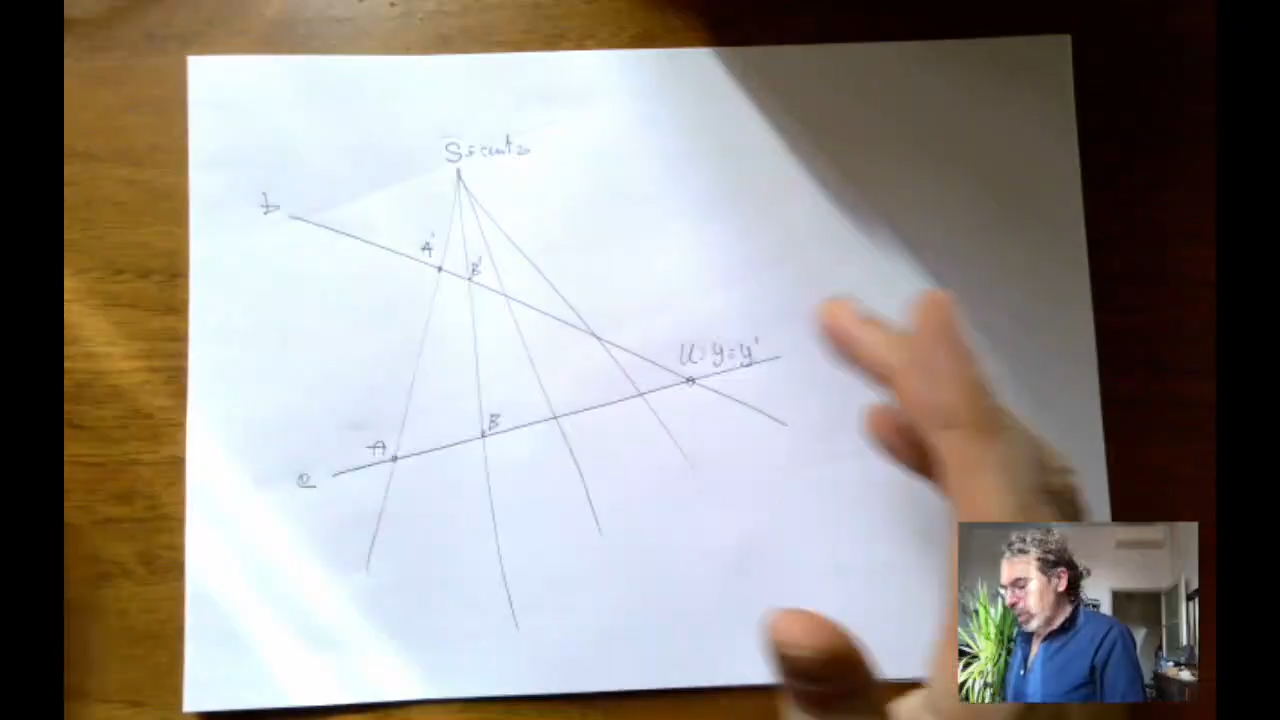 S = centro
b
A'
B'
U = y = y'
B
A
a